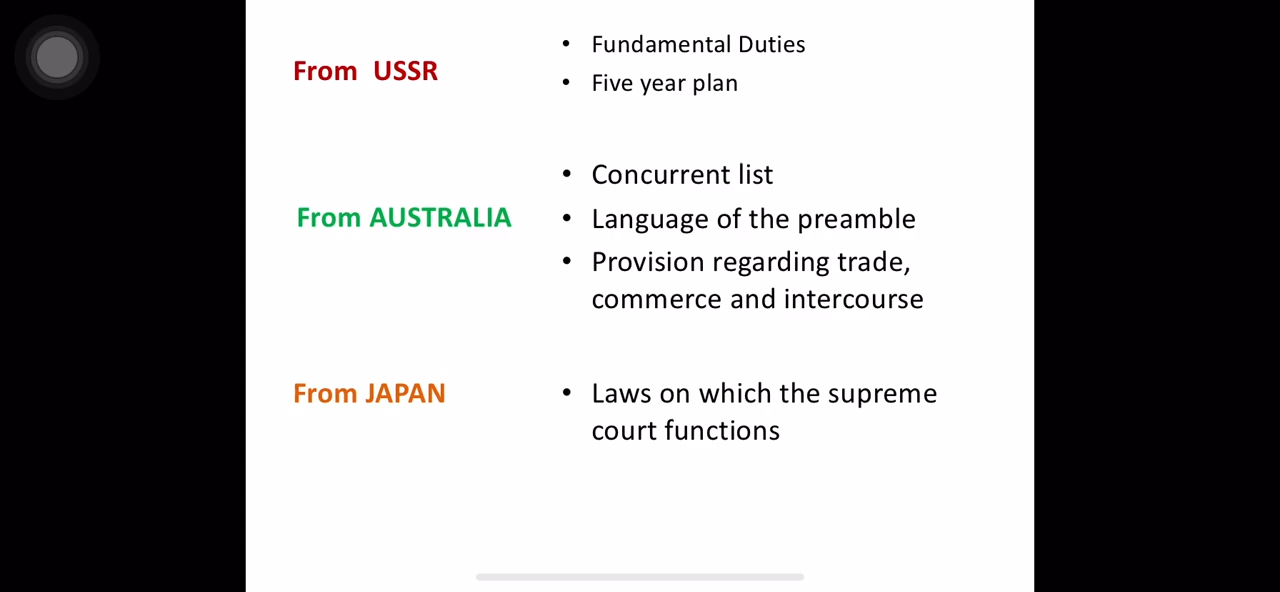 From USSR
• Fundamental Duties
• Five year plan
From AUSTRALIA
• Concurrent list
• Language of the preamble
• Provision regarding trade,
commerce and intercourse
From JAPAN
• Laws on which the supreme
court functions